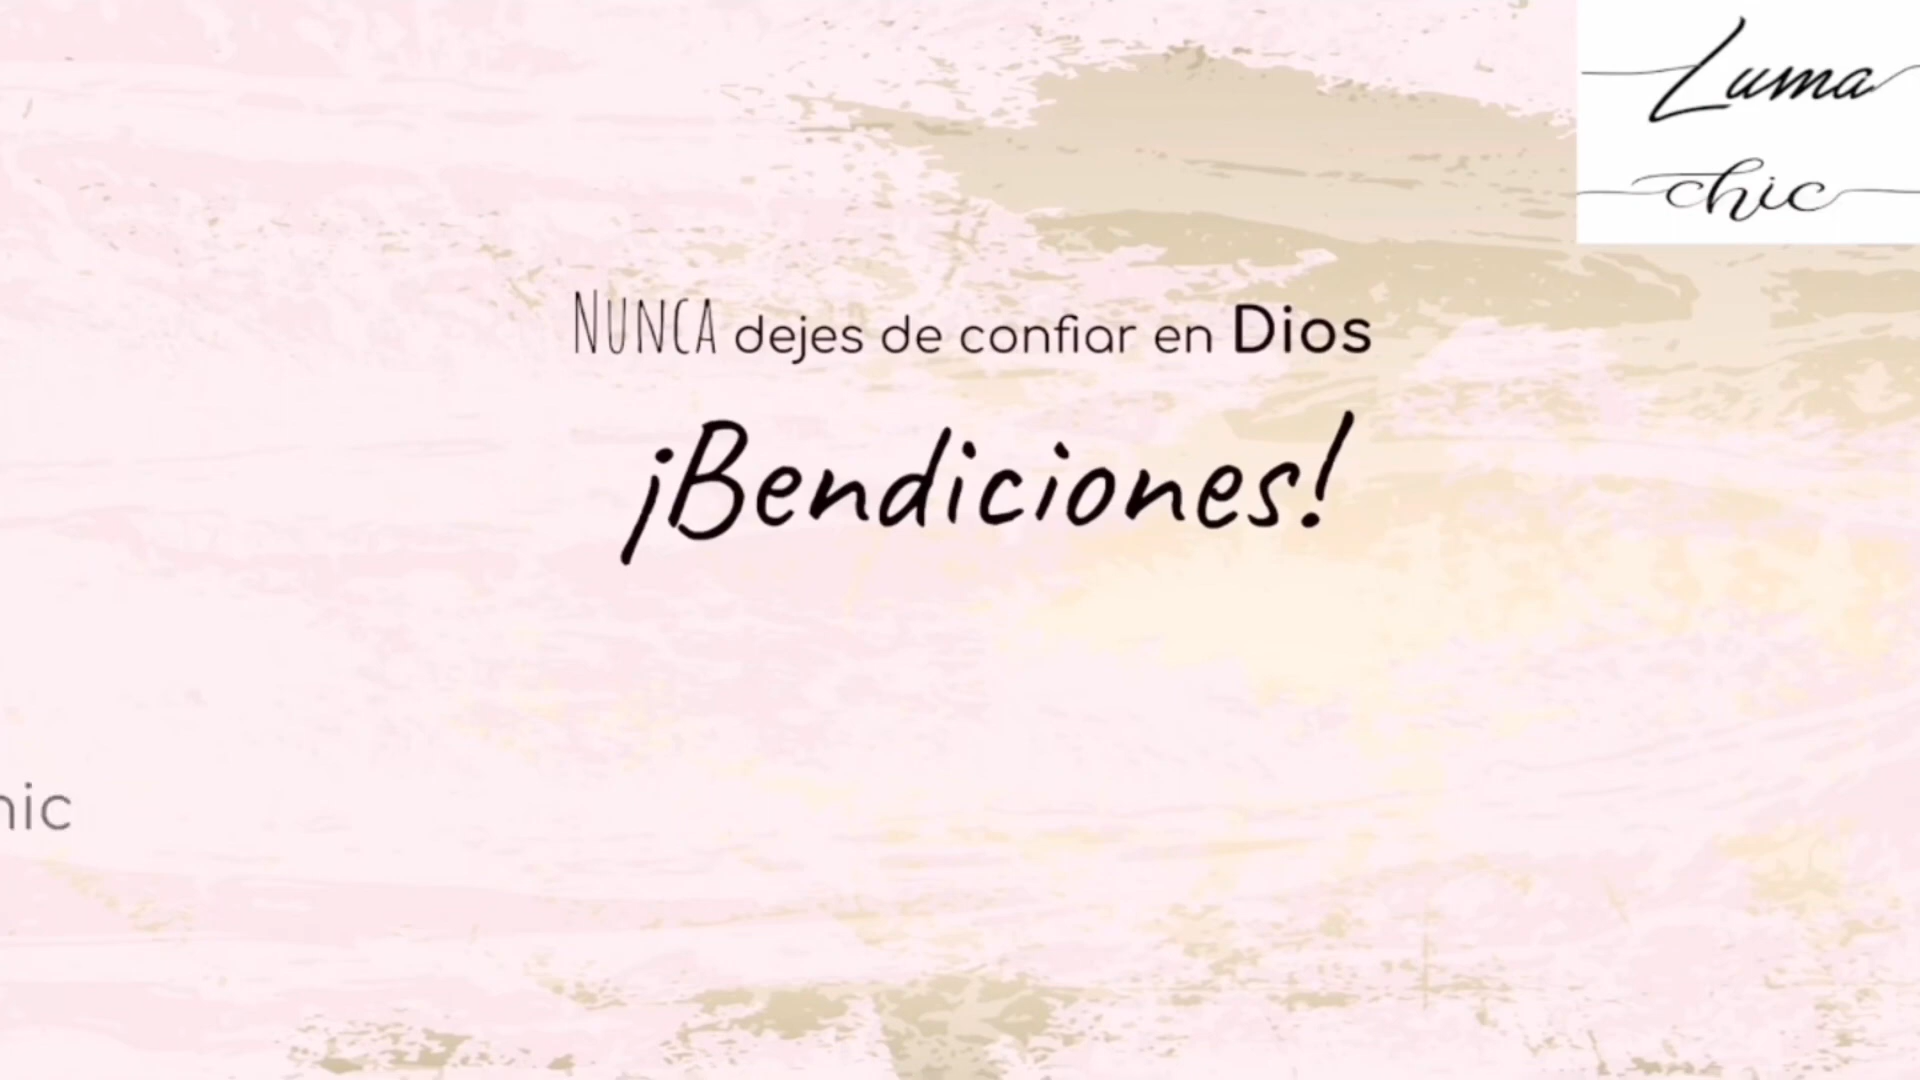 Luma
chic
Nunca dejes de confiar en Dios
¡Bendiciones!
hic